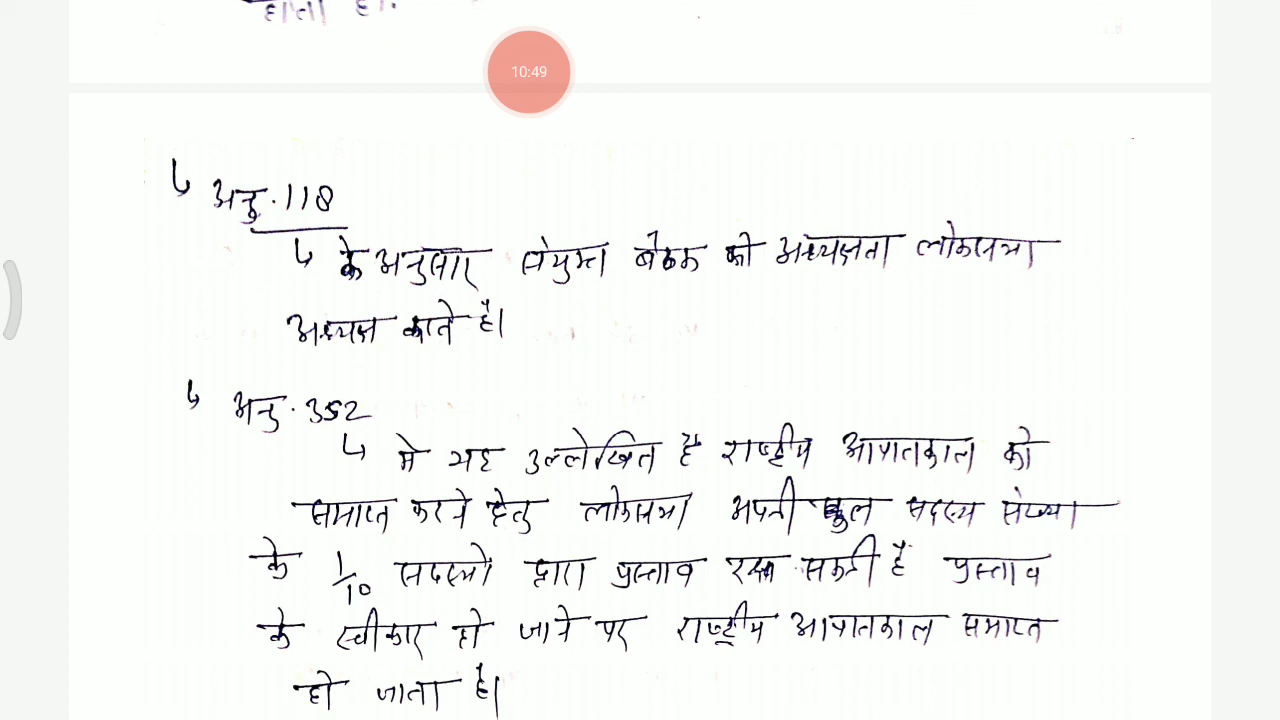 होता है.
10:49
↳ अनु. 118
↳ के अनुसार संयुक्त बैठक की अध्यक्षता लोकसभा
अध्यक्ष करते है।
↳ अनु. 352
↳ मे यह उल्लेखित है राष्ट्रीय आपातकाल को
समाप्त करने हेतु लोकसभा अपनी कुल सदस्य संख्या
के 1/10 सदस्यों द्वारा प्रस्ताव रख सकती है प्रस्ताव
के स्वीकार हो जाने पर राष्ट्रीय आपातकाल समाप्त
हो जाता है।